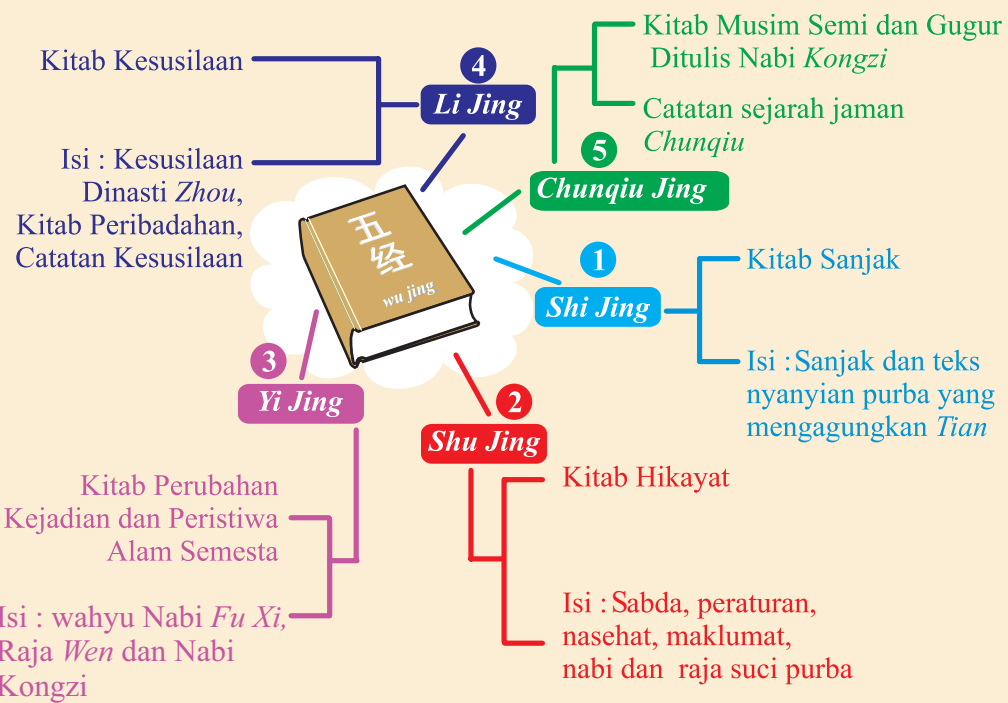 五
经
wu jing
1
Shi Jing
Kitab Sanjak
Isi : Sanjak dan teks
nyanyian purba yang
mengagungkan Tian
2
Shu Jing
Kitab Hikayat
Isi : Sabda, peraturan,
nasehat, maklumat,
nabi dan raja suci purba
3
Yi Jing
Kitab Perubahan
Kejadian dan Peristiwa
Alam Semesta
Isi : wahyu Nabi Fu Xi,
Raja Wen dan Nabi
Kongzi
4
Li Jing
Kitab Kesusilaan
Isi : Kesusilaan
Dinasti Zhou,
Kitab Peribadahan,
Catatan Kesusilaan
5
Chunqiu Jing
Kitab Musim Semi dan Gugur
Ditulis Nabi Kongzi
Catatan sejarah jaman
Chunqiu